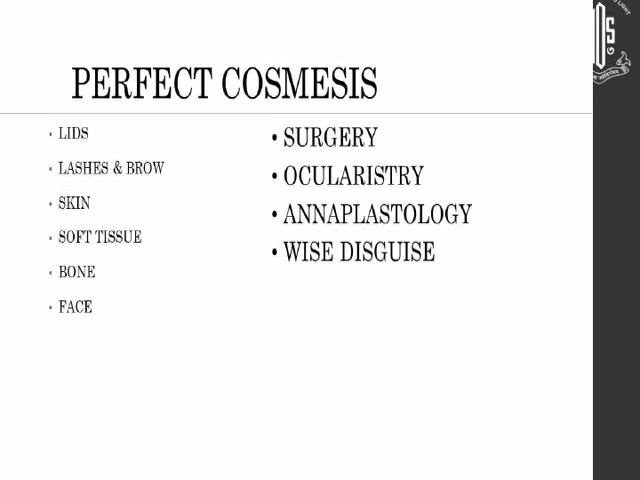 PERFECT COSMESIS
• LIDS
• LASHES & BROW
• SKIN
• SOFT TISSUE
• BONE
• FACE
• SURGERY
• OCULARISTRY
• ANNAPLASTOLOGY
• WISE DISGUISE